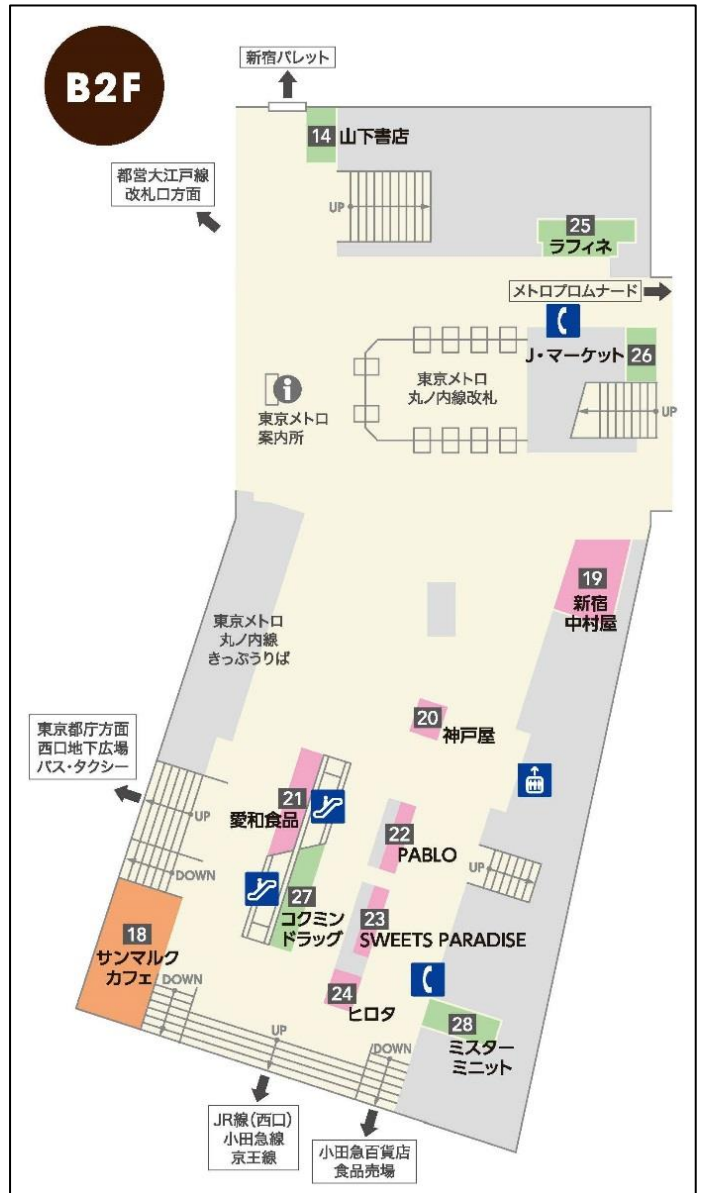 B2F
新宿パレット
14 山下書店
都営大江戸線
改札口方面
UP
25
ラフィネ
メトロプロムナード
J・マーケット 26
東京メトロ
丸ノ内線改札
UP
東京メトロ
案内所
19
新宿
中村屋
東京メトロ
丸ノ内線
きっぷうりば
20
神戸屋
東京都庁方面
西口地下広場
バス・タクシー
UP
DOWN
21
愛和食品
22
PABLO
UP
27
コクミン
ドラッグ
23
SWEETS PARADISE
18
サンマルク
カフェ
DOWN
24
ヒロタ
28
ミスター
ミニット
UP
DOWN
JR線(西口)
小田急線
京王線
小田急百貨店
食品売場